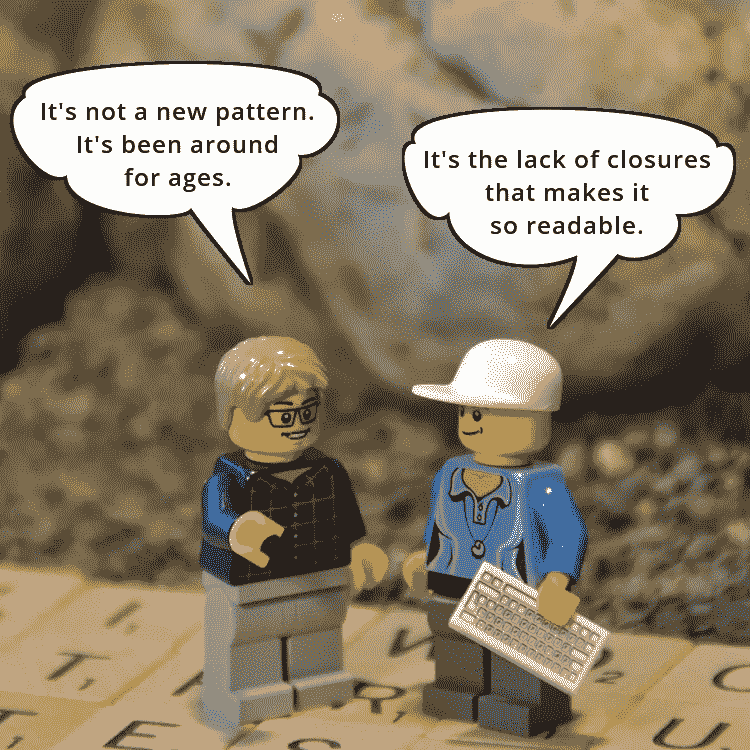 It's not a new pattern.
It's been around
for ages.
It's the lack of closures
that makes it
so readable.
T1
T E S